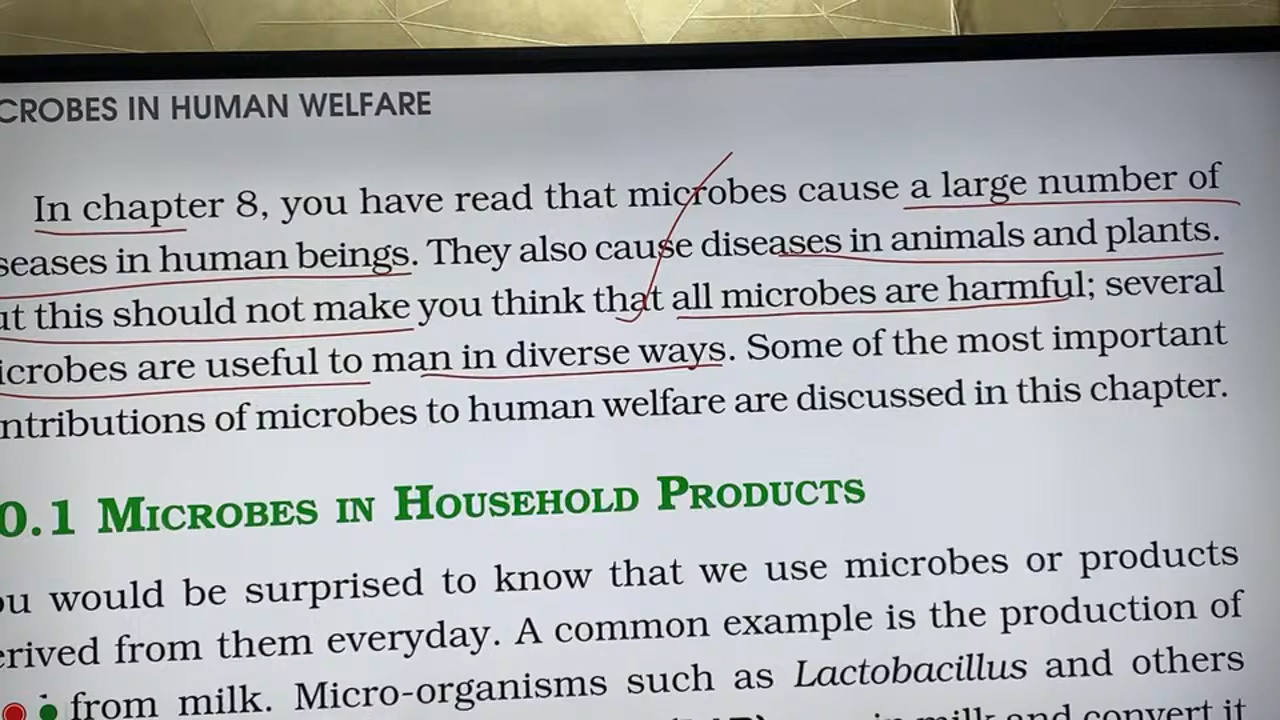 CROBES IN HUMAN WELFARE
In chapter 8, you have read that microbes cause a large number of
seases in human beings. They also cause diseases in animals and plants.
ut this should not make you think that all microbes are harmful; several
icrobes are useful to man in diverse ways. Some of the most important
ntributions of microbes to human welfare are discussed in this chapter.
0.1 MICROBES IN HOUSEHOLD PRODUCTS
ou would be surprised to know that we use microbes or products
erived from them everyday. A common example is the production of
from milk. Micro-organisms such as Lactobacillus and others
in milk and convert it